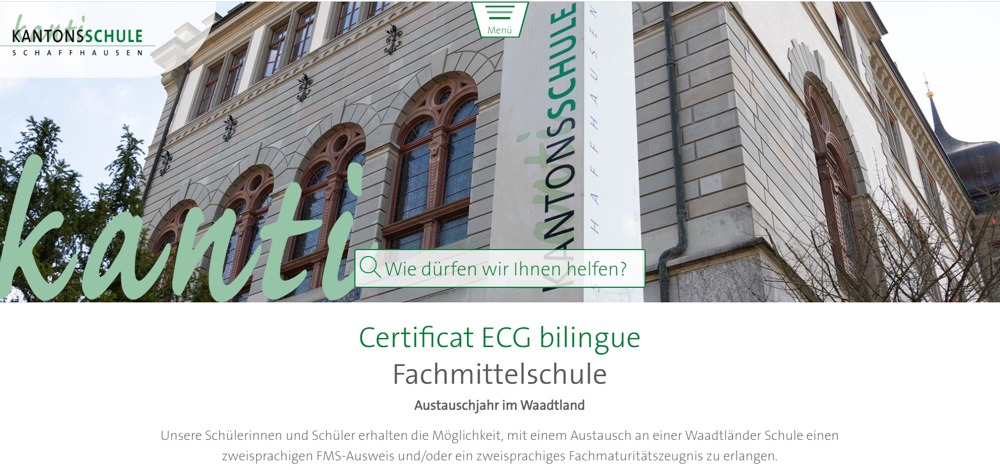 kanti
KANTONSSCHULE
SCHAFFHAUSEN
Menü
kanti
KANTONSSCHULE
SCHAFFHAUSEN
kanti
Wie dürfen wir Ihnen helfen?
Certificat ECG bilingue
Fachmittelschule
Austauschjahr im Waadtland
Unsere Schülerinnen und Schüler erhalten die Möglichkeit, mit einem Austausch an einer Waadtländer Schule einen
zweisprachigen FMS-Ausweis und/oder ein zweisprachiges Fachmaturitätszeugnis zu erlangen.